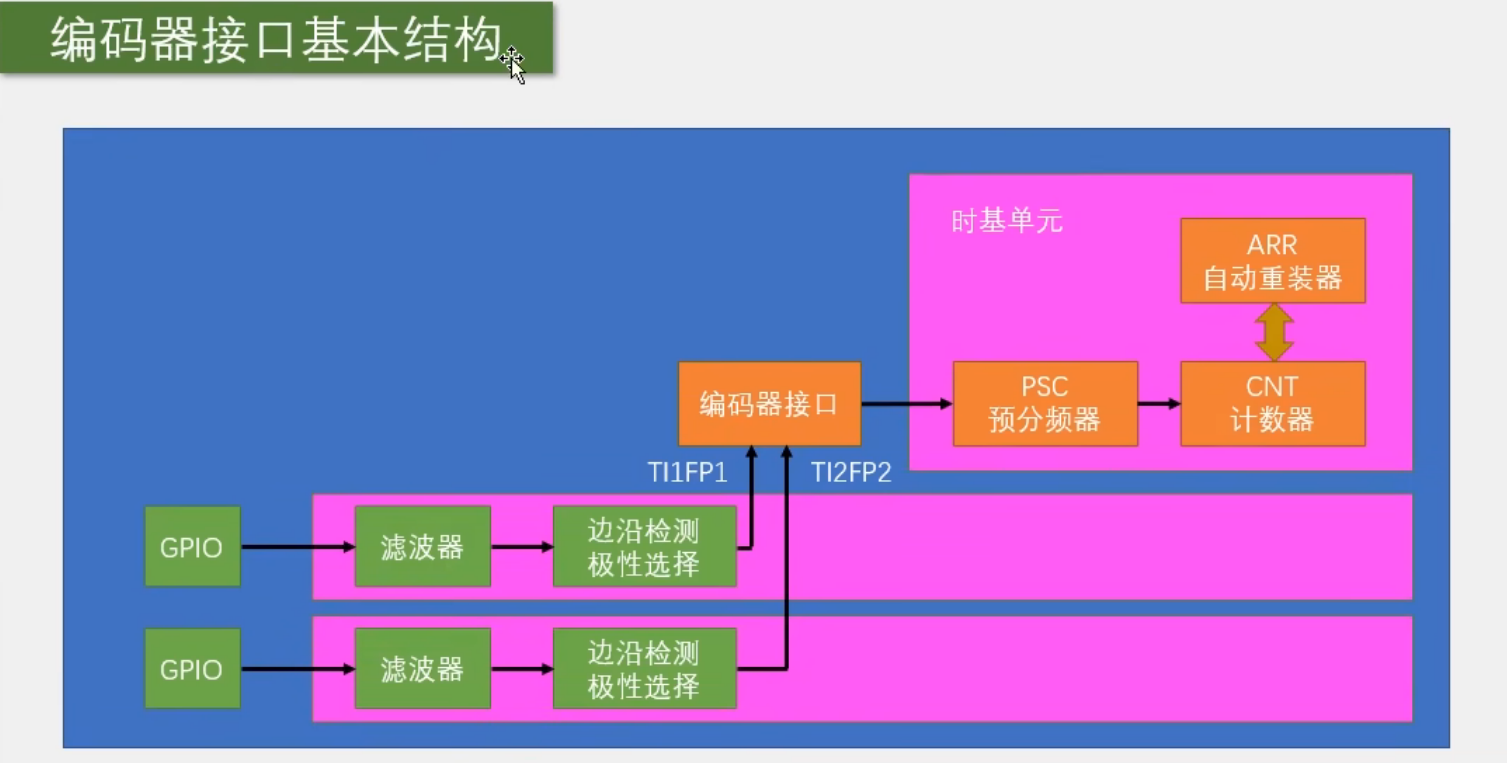 编码器接口基本结构
时基单元
ARR
自动重装器
编码器接口
PSC
预分频器
CNT
计数器
TI1FP1
TI2FP2
GPIO
滤波器
边沿检测
极性选择
GPIO
滤波器
边沿检测
极性选择